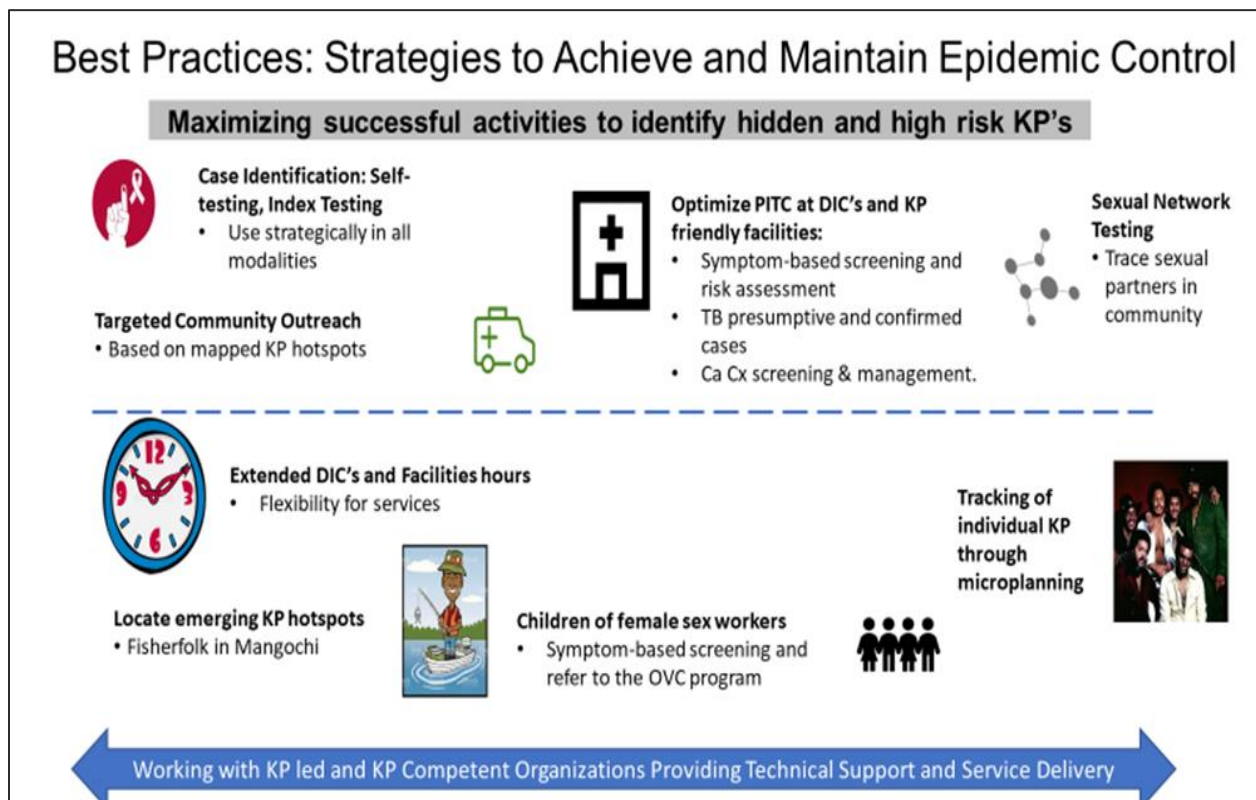 Best Practices: Strategies to Achieve and Maintain Epidemic Control
Maximizing successful activities to identify hidden and high risk KP's
Case Identification: Self-
testing, Index Testing
• Use strategically in all
modalities
Targeted Community Outreach
• Based on mapped KP hotspots
Optimize PITC at DIC's and KP
friendly facilities:
• Symptom-based screening and
risk assessment
• TB presumptive and confirmed
cases
• Ca Cx screening & management.
Sexual Network
Testing
• Trace sexual
partners in
community
12
3
6
9
Extended DIC's and Facilities hours
• Flexibility for services
Locate emerging KP hotspots
• Fisherfolk in Mangochi
Children of female sex workers
• Symptom-based screening and
refer to the OVC program
Tracking of
individual KP
through
microplanning
Working with KP led and KP Competent Organizations Providing Technical Support and Service Delivery